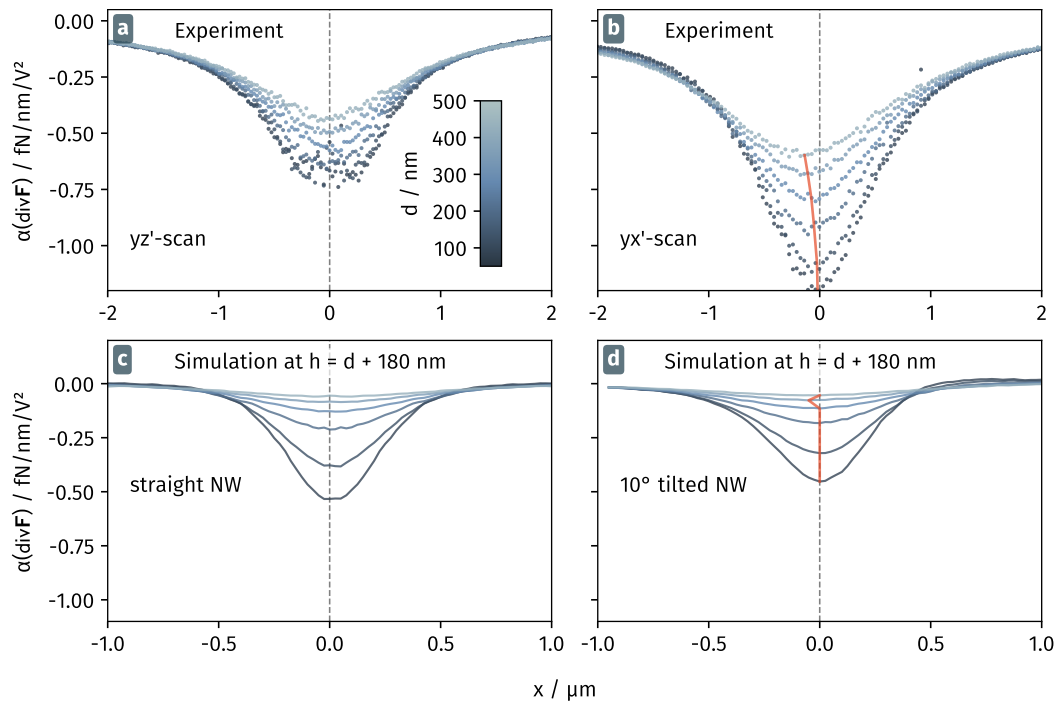 a
Experiment
0.00
-0.25
-0.50
-0.75
-1.00
α(divF) / fN/nm/V²
yz'-scan
-2
-1
0
1
2
500
400
300
200
100
d / nm
b
Experiment
yx'-scan
-2
-1
0
1
2
c
Simulation at h = d + 180 nm
0.00
-0.25
-0.50
-0.75
-1.00
α(divF) / fN/nm/V²
straight NW
-1.0
-0.5
0.0
0.5
1.0
d
Simulation at h = d + 180 nm
10° tilted NW
-1.0
-0.5
0.0
0.5
1.0
x / µm